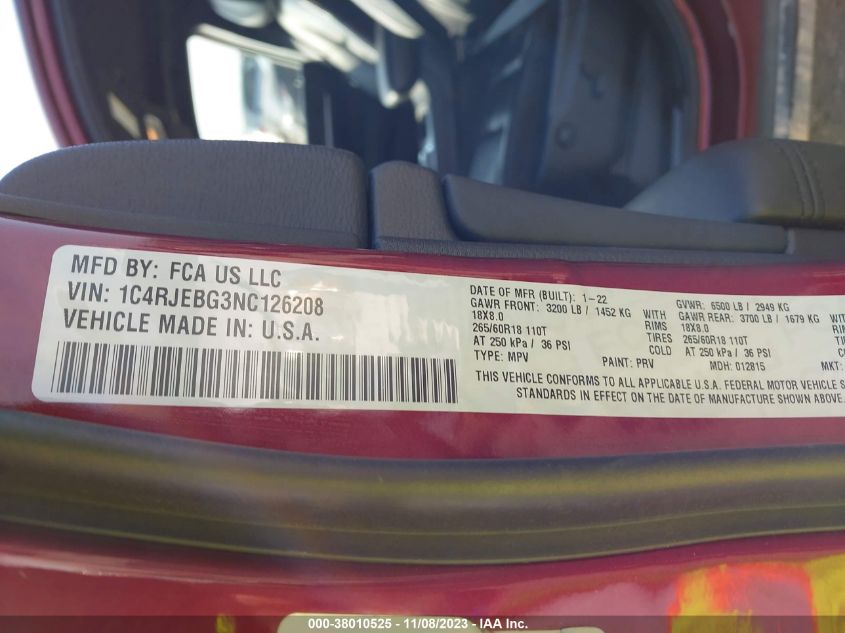 MFD BY: FCA US LLC
VIN: 1C4RJEBG3NC126208
VEHICLE MADE IN: U.S.A.
DATE OF MFR (BUILT): 1-22 GVWR: 6500 LB / 2949 KG
GAWR FRONT: 3200 LB / 1452 KG WITH GAWR REAR: 3700 LB / 1679 KG WITH
18X8.0 RIMS 18X8.0 RIMS
265/60R18 110T TIRES 265/60R18 110T
AT 250 kPa / 36 PSI COLD AT 250 kPa / 36 PSI
TYPE: MPV PAINT: PRV MDH: 012815 MKT:
THIS VEHICLE CONFORMS TO ALL APPLICABLE U.S.A. FEDERAL MOTOR VEHICLE
STANDARDS IN EFFECT ON THE DATE OF MANUFACTURE SHOWN ABOVE.
000-38010525 - 11/08/2023 - IAA Inc.